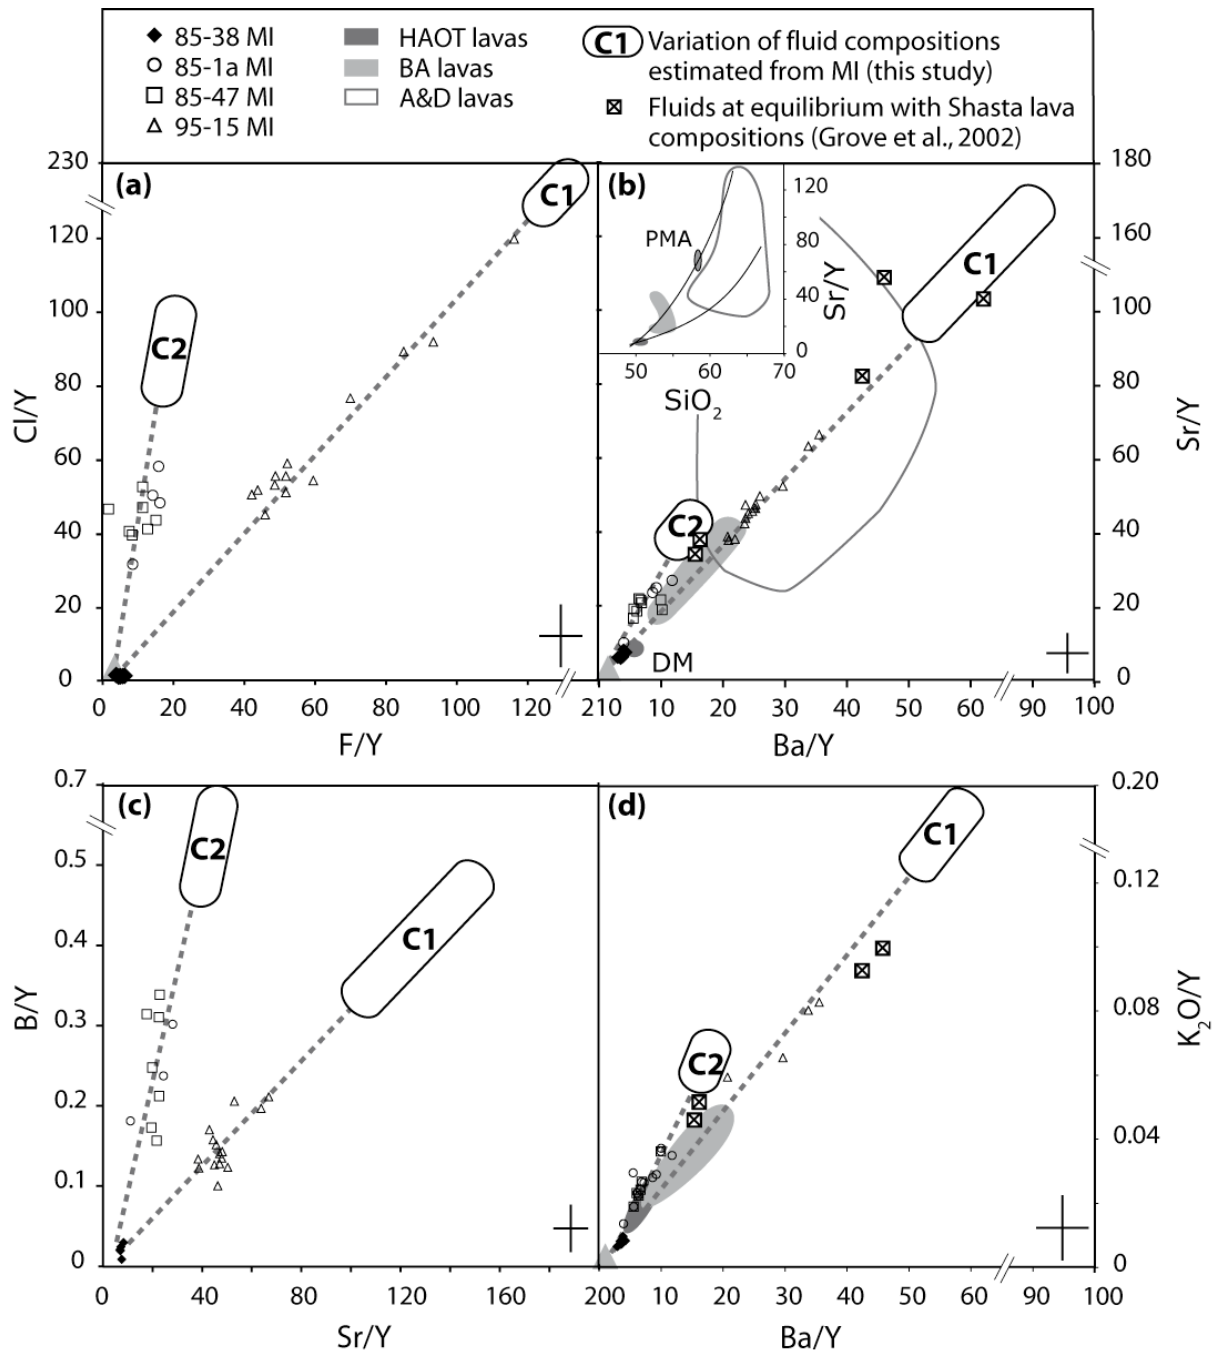 85-38 MI
85-1a MI
85-47 MI
95-15 MI
HAOT lavas
BA lavas
A&D lavas
C1 Variation of fluid compositions
estimated from MI (this study)
Fluids at equilibrium with Shasta lava
compositions (Grove et al., 2002)
(a)
230
120
100
80
60
40
20
0
Cl/Y
C1
C2
0
40
80
100
120
210
F/Y
(b)
PMA
120
80
40
0
Sr/Y
50
60
70
SiO2
C1
C2
DM
180
160
100
80
60
40
20
0
Sr/Y
10
20
30
40
50
60
90
100
Ba/Y
(c)
0.7
0.5
0.4
0.3
0.2
0.1
0
B/Y
C2
C1
0
40
80
120
160
200
Sr/Y
(d)
C1
C2
0.20
0.12
0.08
0.04
0
K2O/Y
10
20
30
40
50
60
90
100
Ba/Y